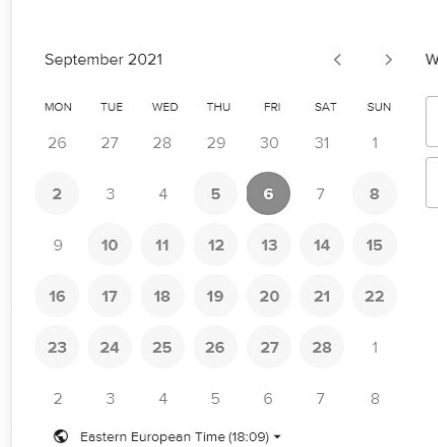 September 2021 < > W
MON TUE WED THU FRI SAT SUN
26 27 28 29 30 31 1
2 3 4 5 6 7 8
9 10 11 12 13 14 15
16 17 18 19 20 21 22
23 24 25 26 27 28 1
2 3 4 5 6 7 8
Eastern European Time (18:09)